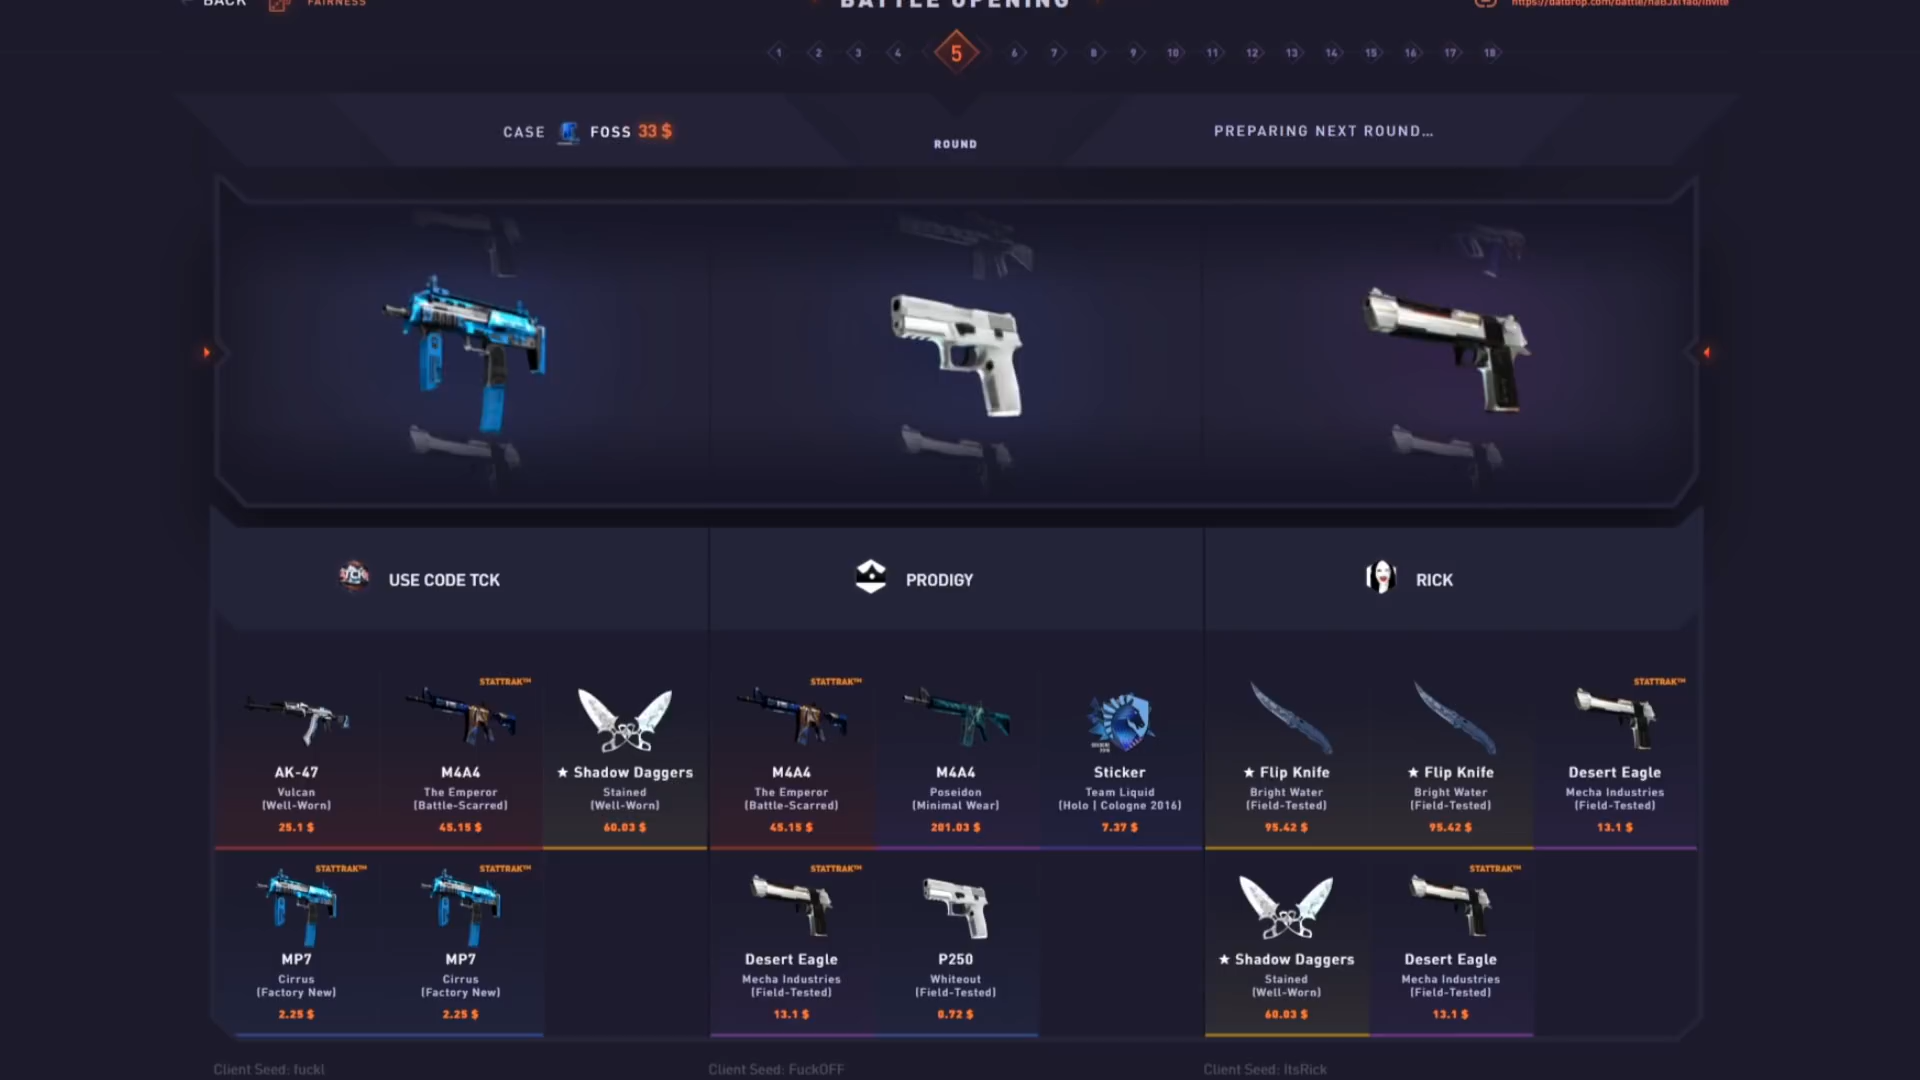 BACK
FAIRNESS
BATTLE OPENING
1 2 3 4 5 6 7 8 9 10 11 12 13 14 15 16 17 18
CASE FOSS 33 $
ROUND
PREPARING NEXT ROUND...
USE CODE TCK
PRODIGY
RICK
STATTRAK™ STATTRAK™ STATTRAK™
AK-47 M4A4 ★ Shadow Daggers M4A4 M4A4 Sticker ★ Flip Knife ★ Flip Knife Desert Eagle
Vulcan The Emperor Stained The Emperor Poseidon Team Liquid Bright Water Bright Water Mecha Industries
(Well-Worn) (Battle-Scarred) (Well-Worn) (Battle-Scarred) (Minimal Wear) (Holo | Cologne 2016) (Field-Tested) (Field-Tested) (Field-Tested)
25.1 $ 45.15 $ 60.03 $ 45.15 $ 201.03 $ 7.37 $ 95.42 $ 95.42 $ 13.1 $
STATTRAK™ STATTRAK™ STATTRAK™ STATTRAK™
MP7 MP7 Desert Eagle P250 ★ Shadow Daggers Desert Eagle
Cirrus Cirrus Mecha Industries Whiteout Stained Mecha Industries
(Factory New) (Factory New) (Field-Tested) (Field-Tested) (Well-Worn) (Field-Tested)
2.25 $ 2.25 $ 13.1 $ 0.72 $ 60.03 $ 13.1 $
Client Seed: fuckl Client Seed: FuckOFF Client Seed: ItsRick